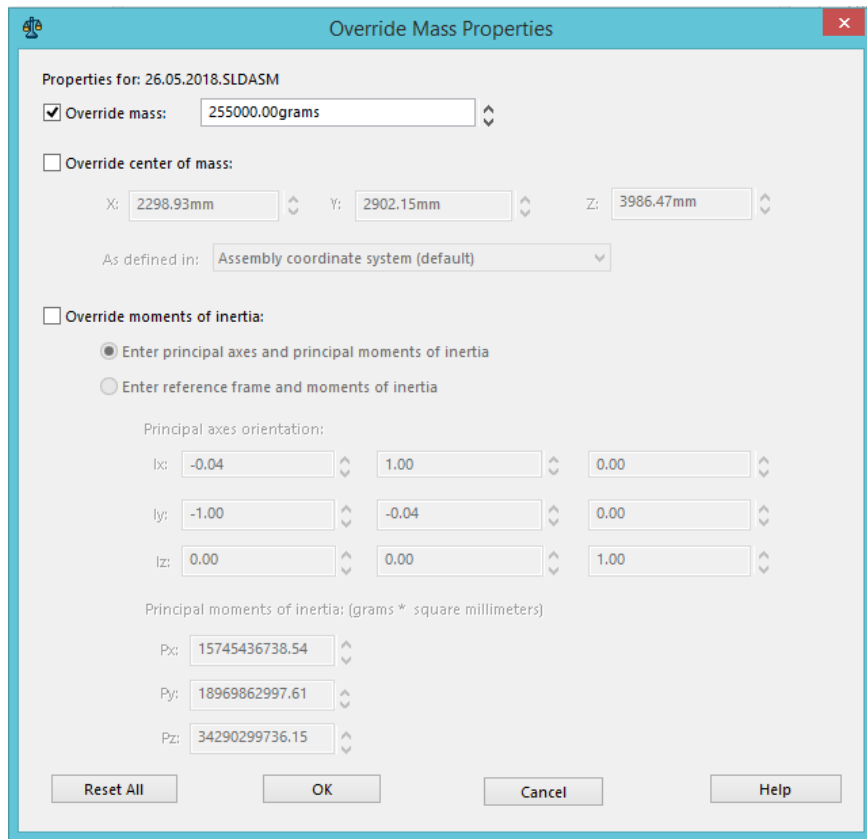 Override Mass Properties
Properties for: 26.05.2018.SLDASM
Override mass: 255000.00grams
Override center of mass:
X: 2298.93mm Y: 2902.15mm Z: 3986.47mm
As defined in: Assembly coordinate system (default)
Override moments of inertia:
Enter principal axes and principal moments of inertia
Enter reference frame and moments of inertia
Principal axes orientation:
Ix: -0.04 1.00 0.00
Iy: -1.00 -0.04 0.00
Iz: 0.00 0.00 1.00
Principal moments of inertia: (grams * square millimeters)
Px: 15745436738.54
Py: 18969862997.61
Pz: 34290299736.15
Reset All OK Cancel Help